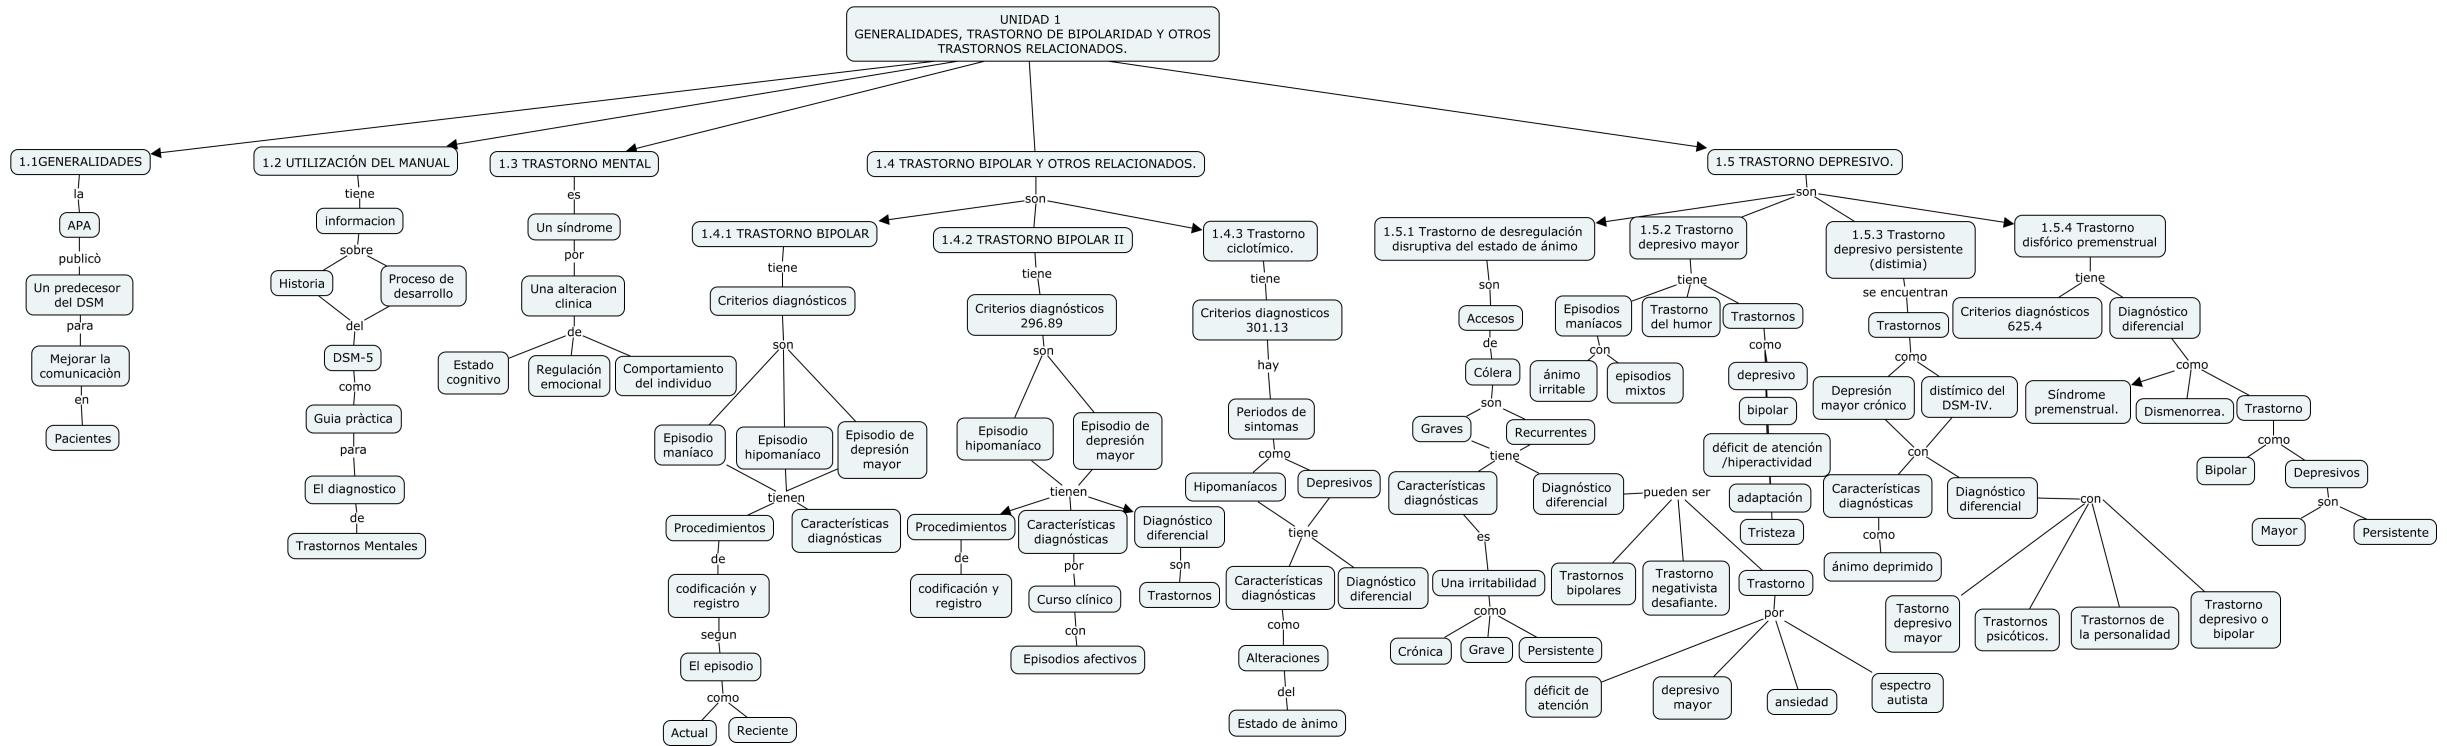 UNIDAD 1
GENERALIDADES, TRASTORNO DE BIPOLARIDAD Y OTROS
TRASTORNOS RELACIONADOS.
1.1GENERALIDADES
la
APA
publicò
Un predecesor
del DSM
para
Mejorar la
comunicaciòn
en
Pacientes
1.2 UTILIZACIÓN DEL MANUAL
tiene
informacion
sobre
Historia
Proceso de
desarrollo
del
DSM-5
como
Guia pràctica
para
El diagnostico
de
Trastornos Mentales
1.3 TRASTORNO MENTAL
es
Un síndrome
por
Una alteracion
clinica
de
Estado
cognitivo
Regulación
emocional
Comportamiento
del individuo
1.4 TRASTORNO BIPOLAR Y OTROS RELACIONADOS.
son
1.4.1 TRASTORNO BIPOLAR
tiene
Criterios diagnósticos
son
Episodio
maníaco
Episodio
hipomaníaco
Episodio de
depresión
mayor
tienen
Procedimientos
Características
diagnósticas
de
codificación y
registro
segun
El episodio
como
Actual
Reciente
1.4.2 TRASTORNO BIPOLAR II
tiene
Criterios diagnósticos
296.89
son
Episodio
hipomaníaco
Episodio de
depresión
mayor
tienen
Procedimientos
Características
diagnósticas
Diagnóstico
diferencial
de
codificación y
registro
por
Curso clínico
con
Episodios afectivos
son
Trastornos
1.4.3 Trastorno
ciclotímico.
tiene
Criterios diagnosticos
301.13
hay
Periodos de
sintomas
como
Hipomaníacos
Depresivos
tiene
Características
diagnósticas
Diagnóstico
diferencial
como
Alteraciones
del
Estado de ànimo
1.5 TRASTORNO DEPRESIVO.
son
1.5.1 Trastorno de desregulación
disruptiva del estado de ánimo
son
Accesos
de
Cólera
son
Graves
Recurrentes
tiene
Características
diagnósticas
Diagnóstico
diferencial
es
Una irritabilidad
como
Crónica
Grave
Persistente
pueden ser
Trastornos
bipolares
Trastorno
negativista
desafiante.
Trastorno
por
déficit de
atención
depresivo
mayor
ansiedad
espectro
autista
1.5.2 Trastorno
depresivo mayor
tiene
Episodios
maníacos
Trastorno
del humor
Trastornos
con
ánimo
irritable
episodios
mixtos
como
depresivo
bipolar
déficit de atención
/hiperactividad
adaptación
Tristeza
1.5.3 Trastorno
depresivo persistente
(distimia)
se encuentran
Trastornos
como
Depresión
mayor crónico
distímico del
DSM-IV.
con
Características
diagnósticas
Diagnóstico
diferencial
como
ánimo deprimido
con
Tastorno
depresivo
mayor
Trastornos
psicóticos.
Trastornos de
la personalidad
Trastorno
depresivo o
bipolar
1.5.4 Trastorno
disfórico premenstrual
tiene
Criterios diagnósticos
625.4
Diagnóstico
diferencial
como
Síndrome
premenstrual.
Dismenorrea.
Trastorno
como
Bipolar
Depresivos
son
Mayor
Persistente